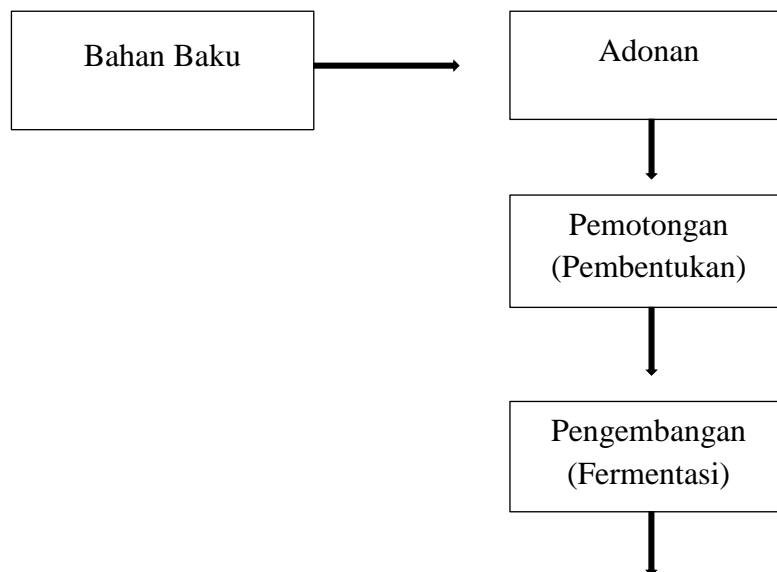 Bahan Baku
Adonan
Pemotongan
(Pembentukan)
Pengembangan
(Fermentasi)